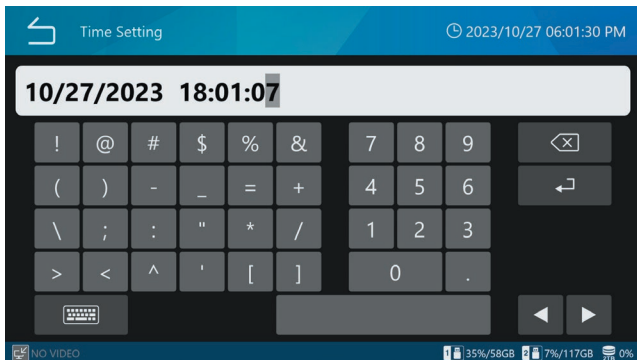 Time Setting 2023/10/27 06:01:30 PM
10/27/2023 18:01:07
! @ # $ % & 7 8 9
( ) - _ = + 4 5 6
\ ; : " * / 1 2 3
> < ^ ' [ ] 0 .
NO VIDEO 1 35%/58GB 2 7%/117GB 2TB 0%